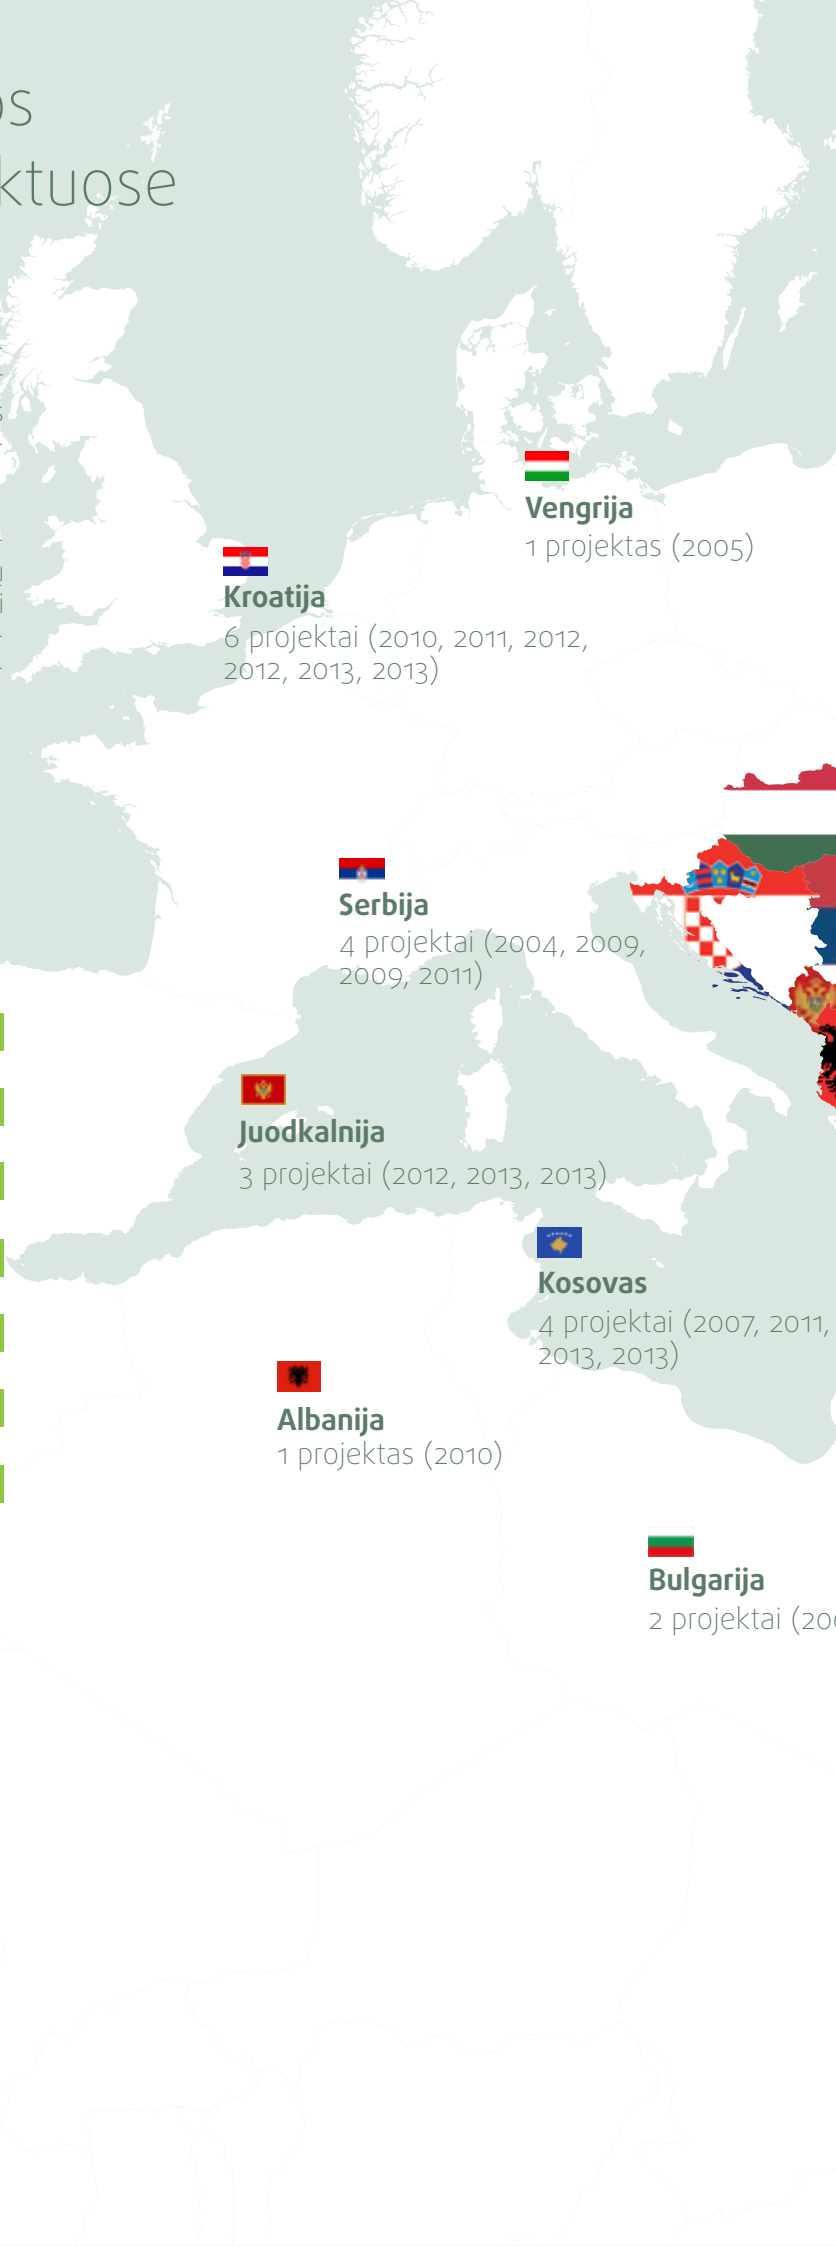 Vengrija
1 projektas (2005)
Kroatija
6 projektai (2010, 2011, 2012,
2012, 2013, 2013)
Serbija
4 projektai (2004, 2009,
2009, 2011)
Juodkalnija
3 projektai (2012, 2013, 2013)
Kosovas
4 projektai (2007, 2011,
2013, 2013)
Albanija
1 projektas (2010)
Bulgarija
2 projektai